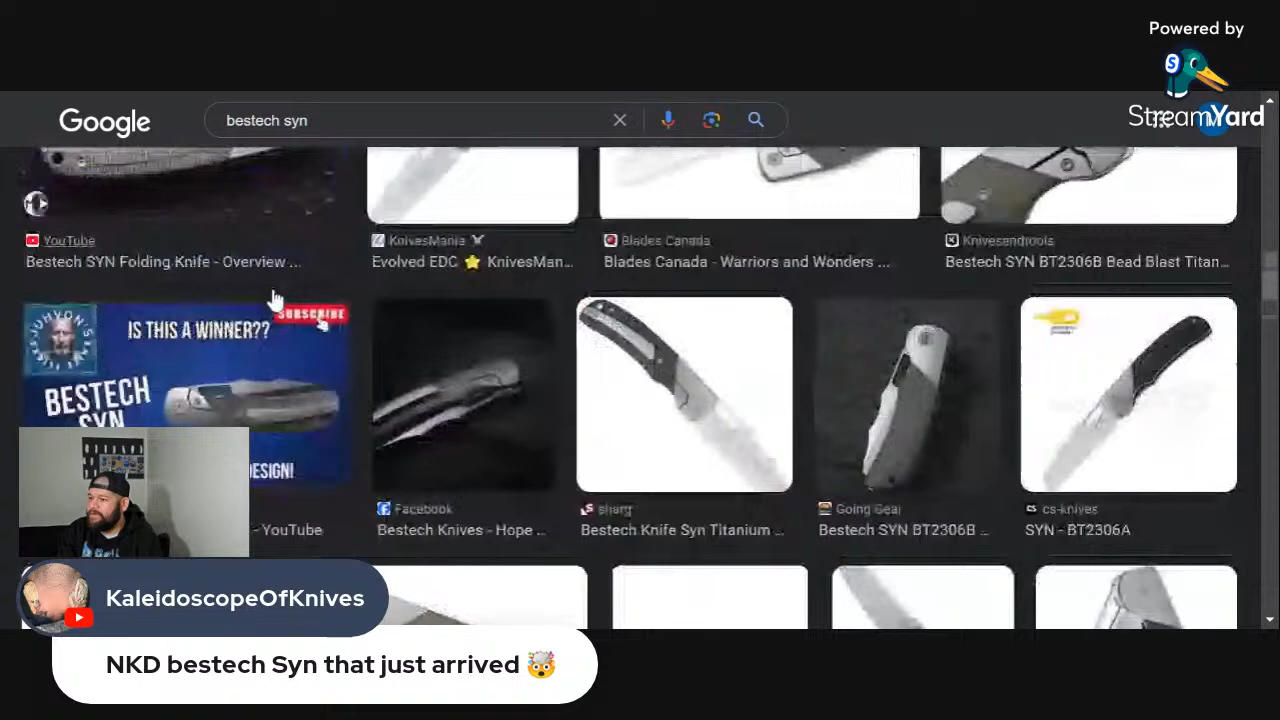 Powered by
StreamYard
Google
bestech syn
YouTube
KnivesMania
Blades Canada
Knivesandtools
Bestech SYN Folding Knife - Overview ...
Evolved EDC ⭐ KnivesMan...
Blades Canada - Warriors and Wonders ...
Bestech SYN BT2306B Bead Blast Titan...
JUHYON'S
IS THIS A WINNER??
SUBSCRIBE
BESTECH
SYN
DESIGN!
Facebook
Going Gear
cs-knives
- YouTube
Bestech Knives - Hope ...
Bestech Knife Syn Titanium ...
Bestech SYN BT2306B ...
SYN - BT2306A
KaleidoscopeOfKnives
NKD bestech Syn that just arrived 🤯